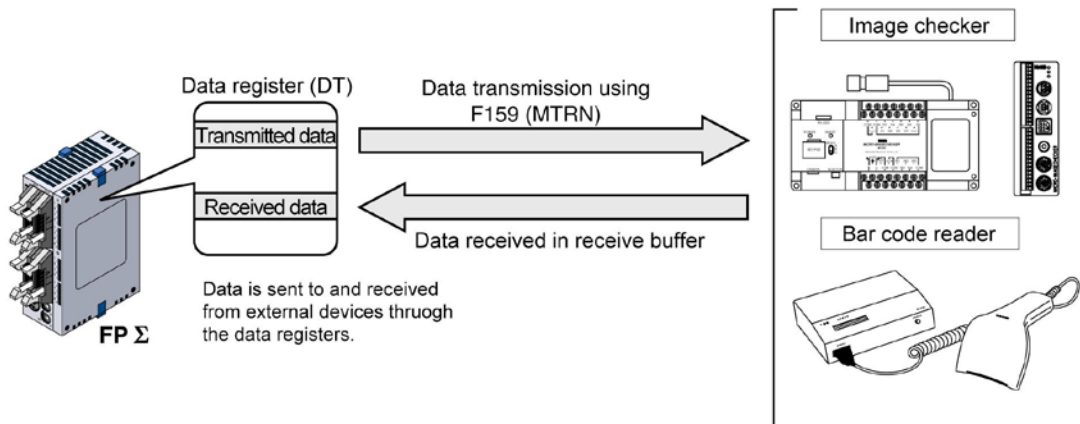 Data register (DT)
Transmitted data
Received data
Data is sent to and received
from external devices thruogh
the data registers.
FP Σ
Data transmission using
F159 (MTRN)
Data received in receive buffer
Image checker
Bar code reader